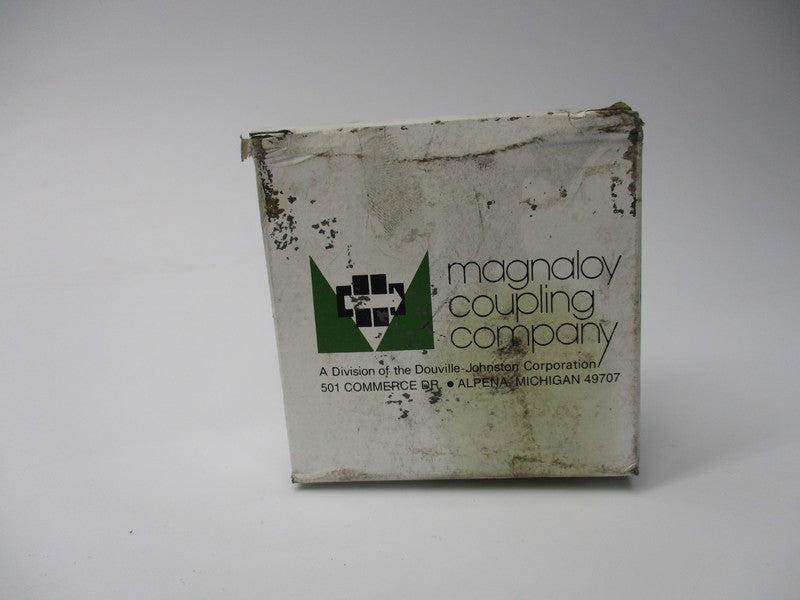 magnaloy
coupling
company
A Division of the Douville-Johnston Corporation
501 COMMERCE DR. ● ALPENA, MICHIGAN 49707